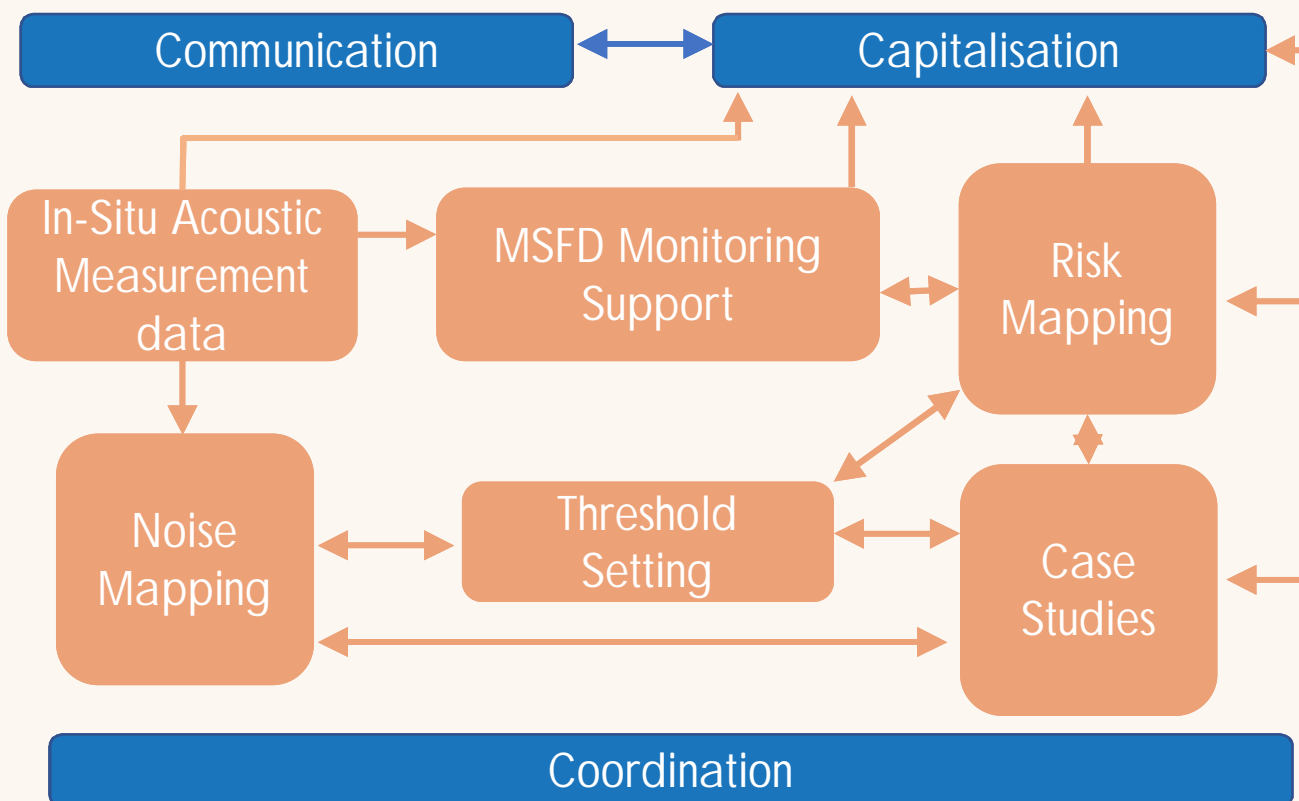 Communication
Capitalisation
In-Situ Acoustic
Measurement
data
MSFD Monitoring
Support
Risk
Mapping
Noise
Mapping
Threshold
Setting
Case
Studies
Coordination